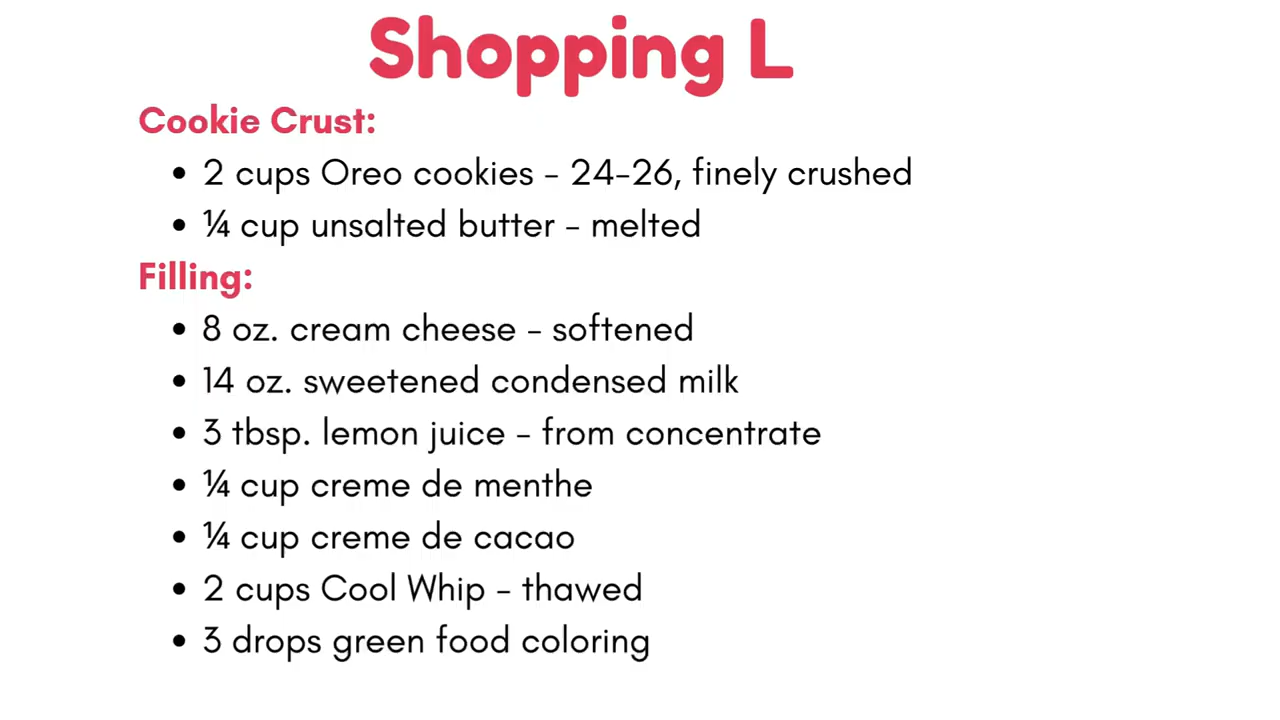 Shopping L
Cookie Crust:
• 2 cups Oreo cookies - 24-26, finely crushed
• ¼ cup unsalted butter - melted
Filling:
• 8 oz. cream cheese - softened
• 14 oz. sweetened condensed milk
• 3 tbsp. lemon juice - from concentrate
• ¼ cup creme de menthe
• ¼ cup creme de cacao
• 2 cups Cool Whip - thawed
• 3 drops green food coloring